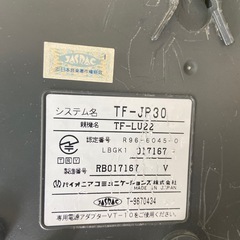 JASRAC
システム名 TF-JP30
親機名 TF-LU22
認定番号 R96-6045-0
LBGK1 017167
製造番号 RB017167 V
パイオニアコミュニケーションズ株式会社
MADE IN JAPAN
JASRAC
T-9670434
専用電源アダプターVT-10をご使用ください